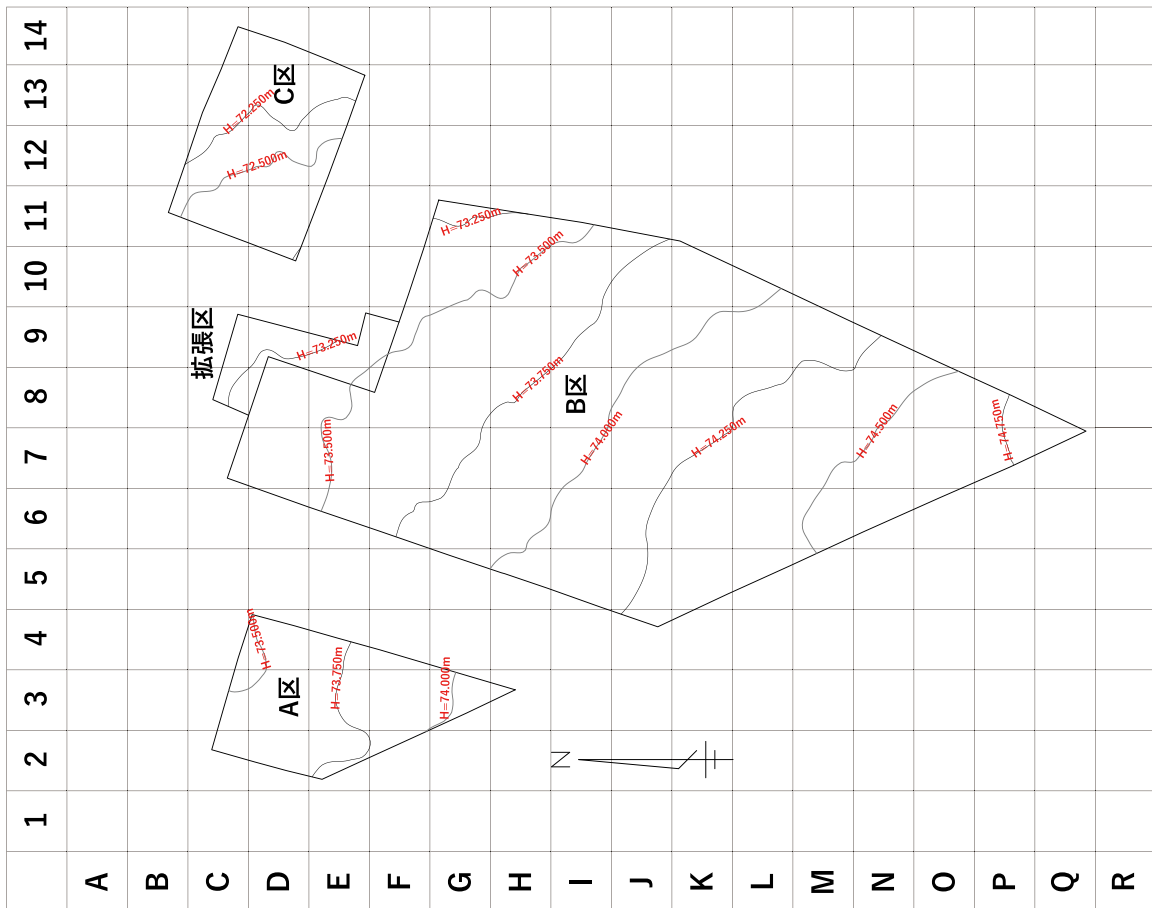 14
13
C区
H=72.250m
12
H=72.500m
11
H=73.250m
H=73.500m
10
拡張区
9
H=73.250m
H=73.750m
B区
8
H=74.000m
H=74.250m
H=74.500m
H=74.750m
7
H=73.500m
6
5
4
H=73.500m
A区
H=73.750m
3
H=74.000m
2
N
1
A
B
C
D
E
F
G
H
I
J
K
L
M
N
O
P
Q
R